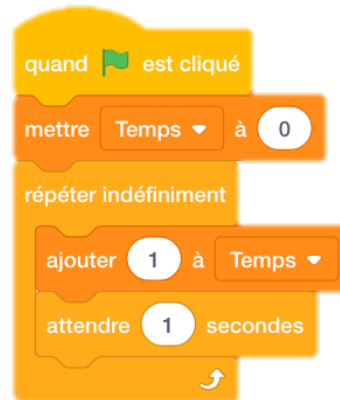 quand est cliqué
mettre Temps à 0
répéter indéfiniment
ajouter 1 à Temps
attendre 1 secondes